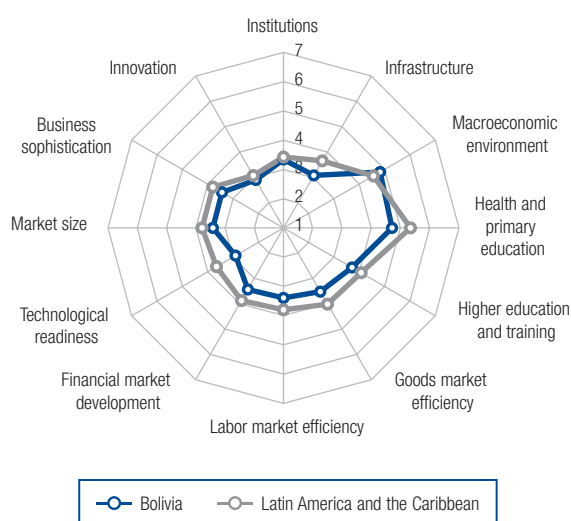 Institutions
7
Innovation
6
Infrastructure
5
Business
sophistication
4
Macroeconomic
environment
3
2
Market size
1
Health and
primary
education
Technological
readiness
Higher education
and training
Financial market
development
Goods market
efficiency
Labor market efficiency
Bolivia
Latin America and the Caribbean